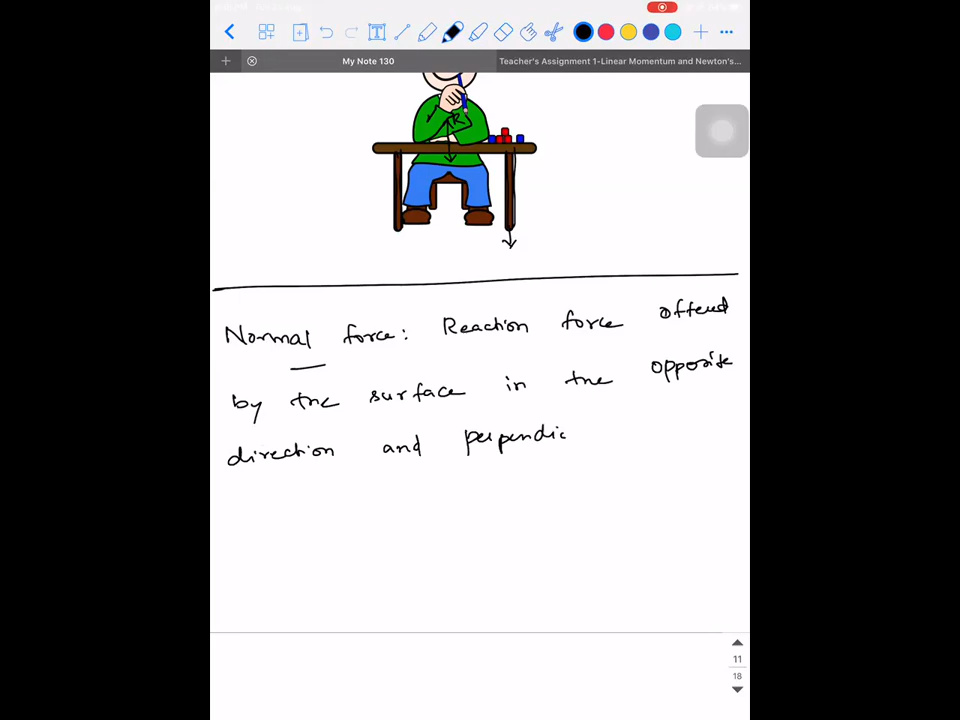 My Note 130
Teacher's Assignment 1-Linear Momentum and Newton's...
R
Normal force: Reaction force offered
by the surface in the opposite
direction and perpendic
11
18